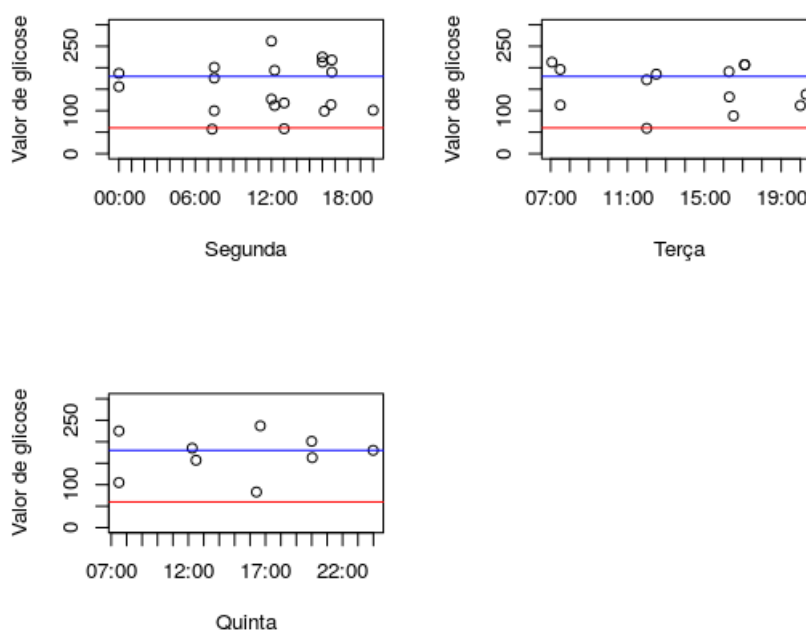 Valor de glicose
250
100
0
00:00 06:00 12:00 18:00
Segunda
Valor de glicose
250
100
0
07:00 11:00 15:00 19:00
Terça
Valor de glicose
250
100
0
07:00 12:00 17:00 22:00
Quinta